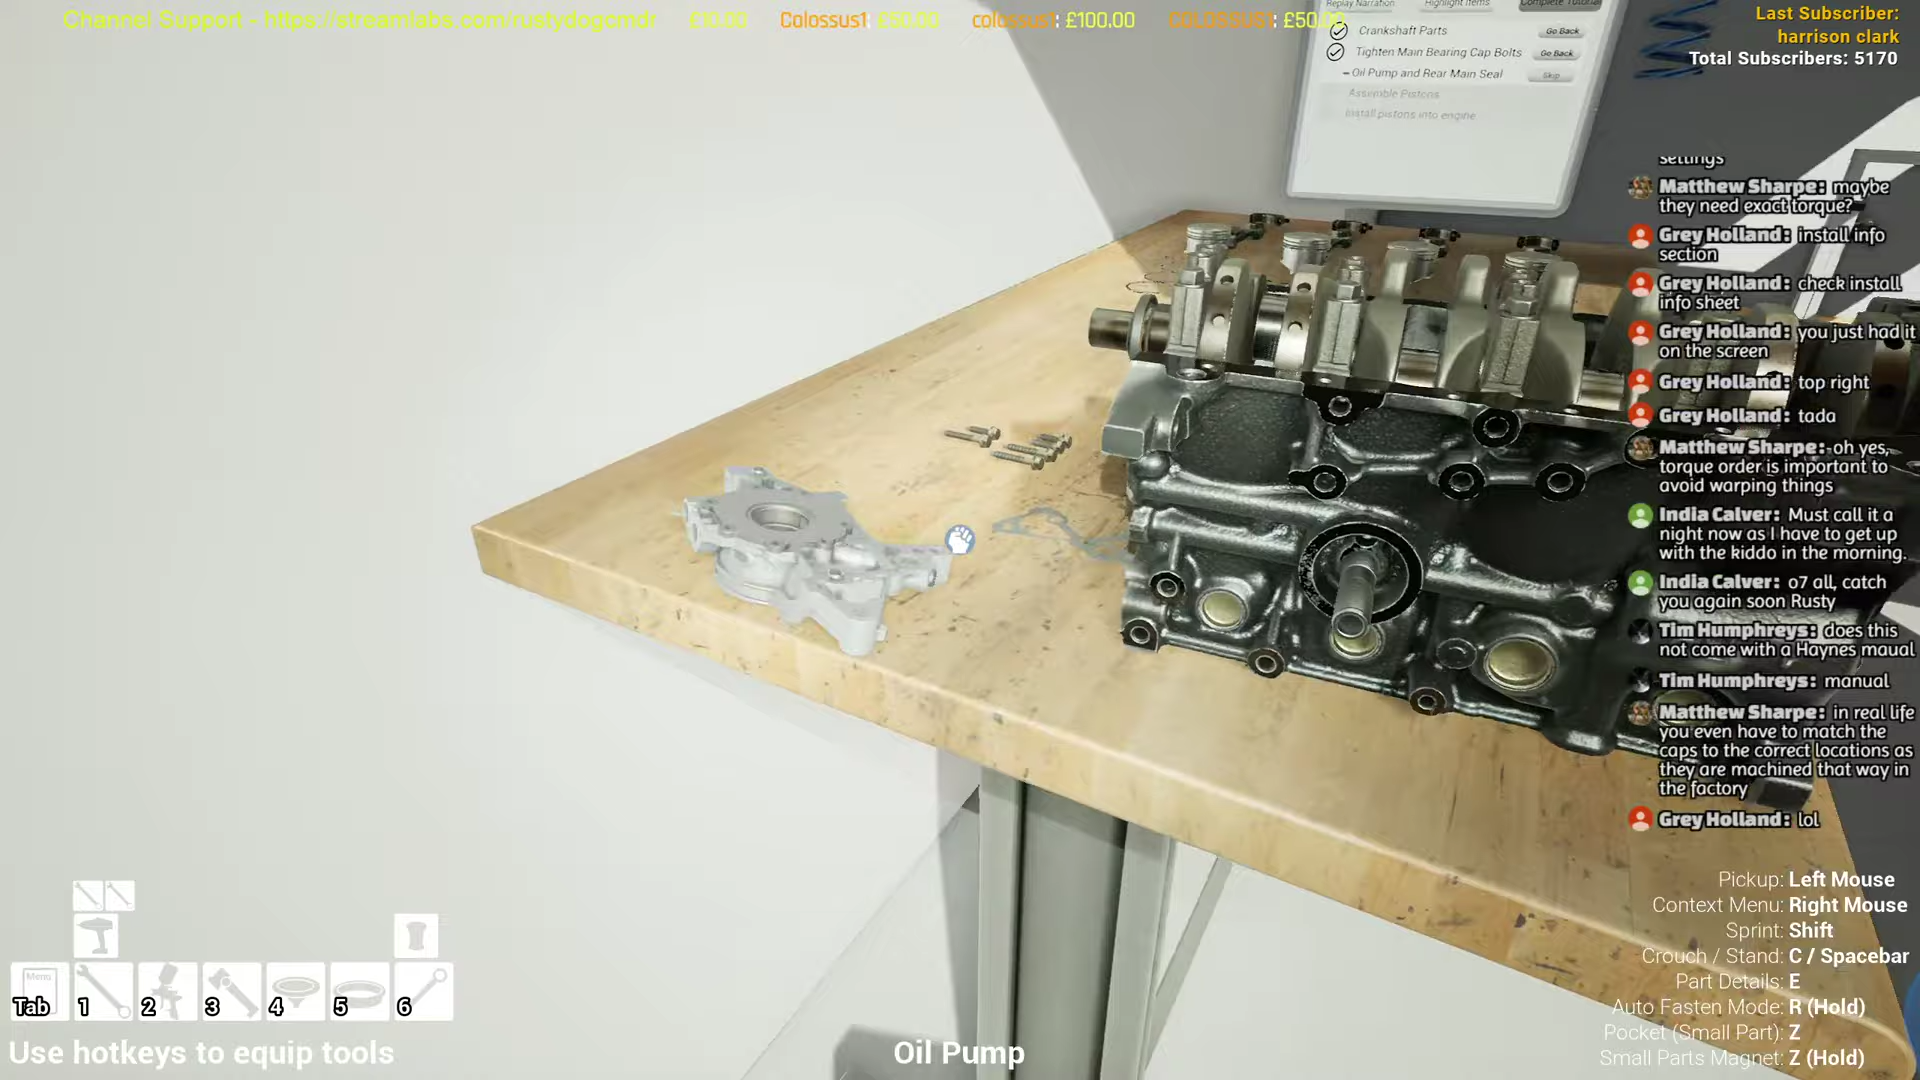 Channel Support - https://streamlabs.com/rustydogcmdr £10.00 Colossus1: £50.00 colossus1: £100.00 COLOSSUS1: £50.00
Last Subscriber:
harrison clark
Total Subscribers: 5170
Replay Narration Highlight Items Complete Tutorial
Crankshaft Parts Go Back
Tighten Main Bearing Cap Bolts Go Back
Oil Pump and Rear Main Seal Skip
Assemble Pistons
Install pistons into engine
settings
Matthew Sharpe: maybe
they need exact torque?
Grey Holland: install info
section
Grey Holland: check install
info sheet
Grey Holland: you just had it
on the screen
Grey Holland: top right
Grey Holland: tada
Matthew Sharpe: oh yes,
torque order is important to
avoid warping things
India Calver: Must call it a
night now as I have to get up
with the kiddo in the morning.
India Calver: o7 all, catch
you again soon Rusty
Tim Humphreys: does this
not come with a Haynes maual
Tim Humphreys: manual
Matthew Sharpe: in real life
you even have to match the
caps to the correct locations as
they are machined that way in
the factory
Grey Holland: lol
Pickup: Left Mouse
Context Menu: Right Mouse
Sprint: Shift
Crouch / Stand: C / Spacebar
Part Details: E
Auto Fasten Mode: R (Hold)
Pocket (Small Part): Z
Small Parts Magnet: Z (Hold)
Menu
Tab 1 2 3 4 5 6
Use hotkeys to equip tools
Oil Pump